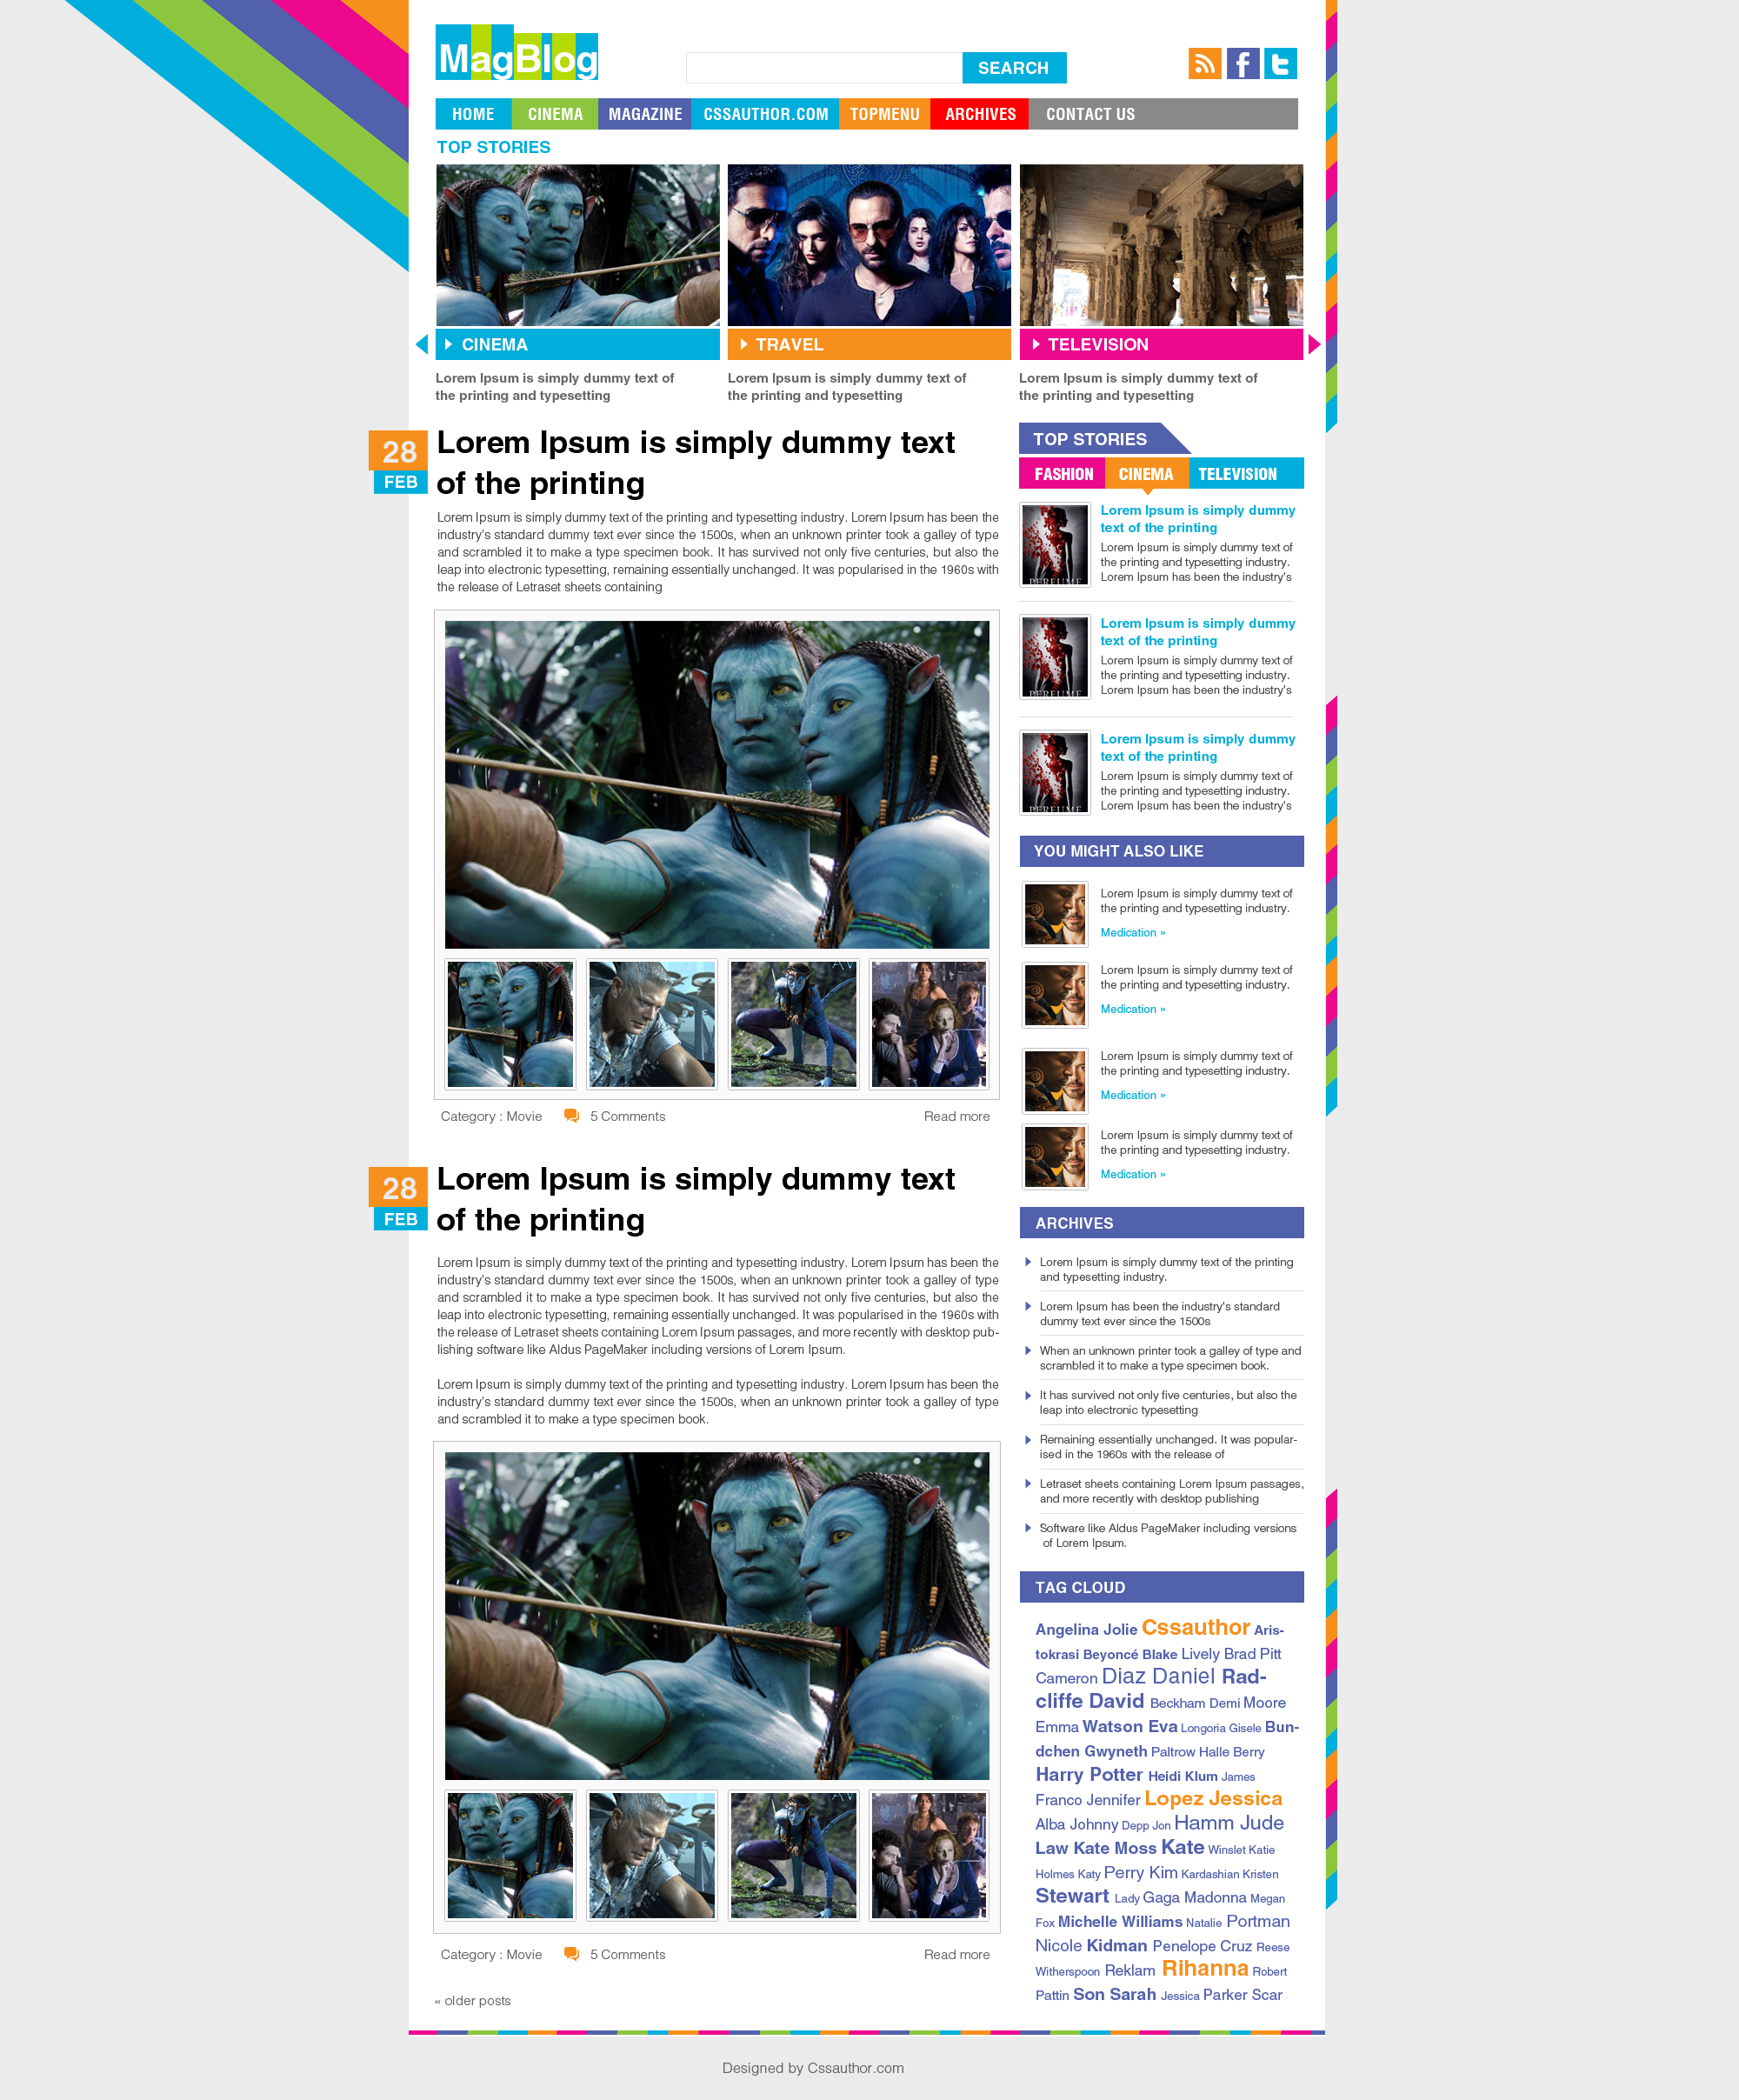 MagBlog
SEARCH
HOME CINEMA MAGAZINE CSSAUTHOR.COM TOPMENU ARCHIVES CONTACT US
TOP STORIES
CINEMA
Lorem Ipsum is simply dummy text of
the printing and typesetting
TRAVEL
Lorem Ipsum is simply dummy text of
the printing and typesetting
TELEVISION
Lorem Ipsum is simply dummy text of
the printing and typesetting
28
FEB
Lorem Ipsum is simply dummy text
of the printing
Lorem Ipsum is simply dummy text of the printing and typesetting industry. Lorem Ipsum has been the
industry's standard dummy text ever since the 1500s, when an unknown printer took a galley of type
and scrambled it to make a type specimen book. It has survived not only five centuries, but also the
leap into electronic typesetting, remaining essentially unchanged. It was popularised in the 1960s with
the release of Letraset sheets containing
AV
Category : Movie 5 Comments Read more
28
FEB
Lorem Ipsum is simply dummy text
of the printing
Lorem Ipsum is simply dummy text of the printing and typesetting industry. Lorem Ipsum has been the
industry's standard dummy text ever since the 1500s, when an unknown printer took a galley of type
and scrambled it to make a type specimen book. It has survived not only five centuries, but also the
leap into electronic typesetting, remaining essentially unchanged. It was popularised in the 1960s with
the release of Letraset sheets containing Lorem Ipsum passages, and more recently with desktop pub-
lishing software like Aldus PageMaker including versions of Lorem Ipsum.
Lorem Ipsum is simply dummy text of the printing and typesetting industry. Lorem Ipsum has been the
industry's standard dummy text ever since the 1500s, when an unknown printer took a galley of type
and scrambled it to make a type specimen book.
AV
Category : Movie 5 Comments Read more
« older posts
TOP STORIES
FASHION CINEMA TELEVISION
PERFUME
Lorem Ipsum is simply dummy
text of the printing
Lorem Ipsum is simply dummy text of
the printing and typesetting industry.
Lorem Ipsum has been the industry's
PERFUME
Lorem Ipsum is simply dummy
text of the printing
Lorem Ipsum is simply dummy text of
the printing and typesetting industry.
Lorem Ipsum has been the industry's
PERFUME
Lorem Ipsum is simply dummy
text of the printing
Lorem Ipsum is simply dummy text of
the printing and typesetting industry.
Lorem Ipsum has been the industry's
YOU MIGHT ALSO LIKE
Lorem Ipsum is simply dummy text of
the printing and typesetting industry.
Medication »
Lorem Ipsum is simply dummy text of
the printing and typesetting industry.
Medication »
Lorem Ipsum is simply dummy text of
the printing and typesetting industry.
Medication »
Lorem Ipsum is simply dummy text of
the printing and typesetting industry.
Medication »
ARCHIVES
Lorem Ipsum is simply dummy text of the printing
and typesetting industry.
Lorem Ipsum has been the industry's standard
dummy text ever since the 1500s
When an unknown printer took a galley of type and
scrambled it to make a type specimen book.
It has survived not only five centuries, but also the
leap into electronic typesetting
Remaining essentially unchanged. It was popular-
ised in the 1960s with the release of
Letraset sheets containing Lorem Ipsum passages,
and more recently with desktop publishing
Software like Aldus PageMaker including versions
of Lorem Ipsum.
TAG CLOUD
Angelina Jolie Cssauthor Aris-
tokrasi Beyoncé Blake Lively Brad Pitt
Cameron Diaz Daniel Rad-
cliffe David Beckham Demi Moore
Emma Watson Eva Longoria Gisele Bun-
dchen Gwyneth Paltrow Halle Berry
Harry Potter Heidi Klum James
Franco Jennifer Lopez Jessica
Alba Johnny Depp Jon Hamm Jude
Law Kate Moss Kate Winslet Katie
Holmes Katy Perry Kim Kardashian Kristen
Stewart Lady Gaga Madonna Megan
Fox Michelle Williams Natalie Portman
Nicole Kidman Penelope Cruz Reese
Witherspoon Reklam Rihanna Robert
Pattin Son Sarah Jessica Parker Scar
Designed by Cssauthor.com